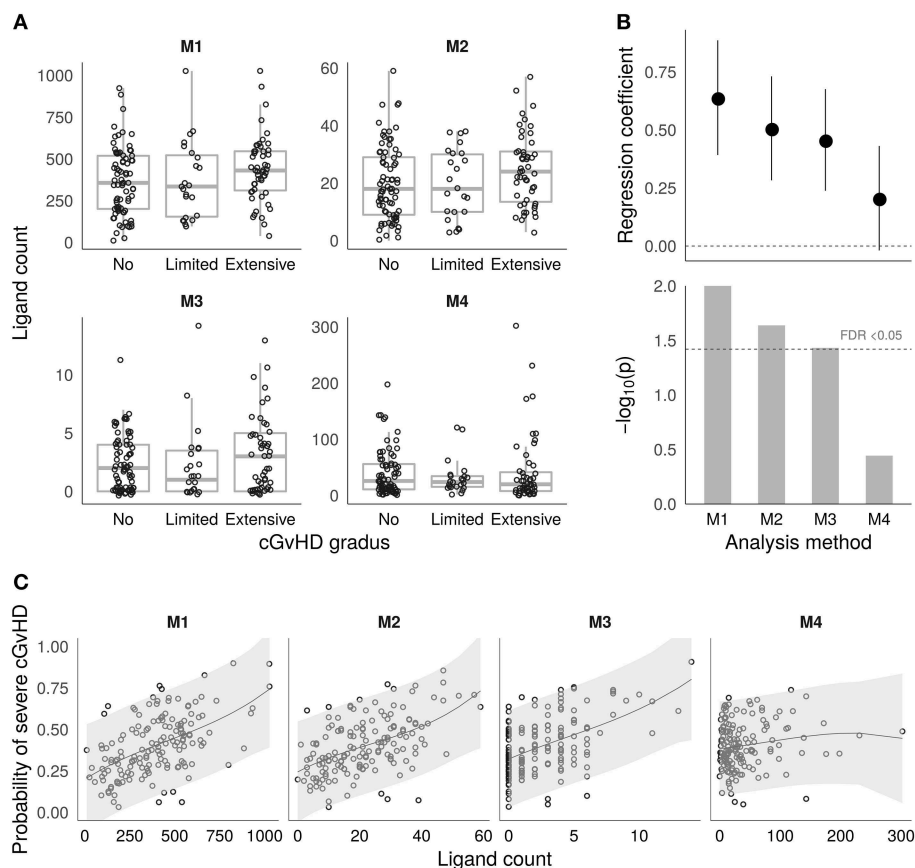 A
B
M1
M2
Ligand count
1000
750
500
250
0
60
40
20
0
No Limited Extensive
No Limited Extensive
M3
M4
10
5
0
300
200
100
0
No Limited Extensive
No Limited Extensive
cGvHD gradus
Regression coefficient
0.75
0.50
0.25
0.00
−log10(p)
2.0
1.5
1.0
0.5
0.0
FDR <0.05
M1 M2 M3 M4
Analysis method
C
Probability of severe cGvHD
M1 M2 M3 M4
1.00
0.75
0.50
0.25
0.00
0 250 500 750 1000 0 20 40 60 0 5 10 0 100 200 300
Ligand count